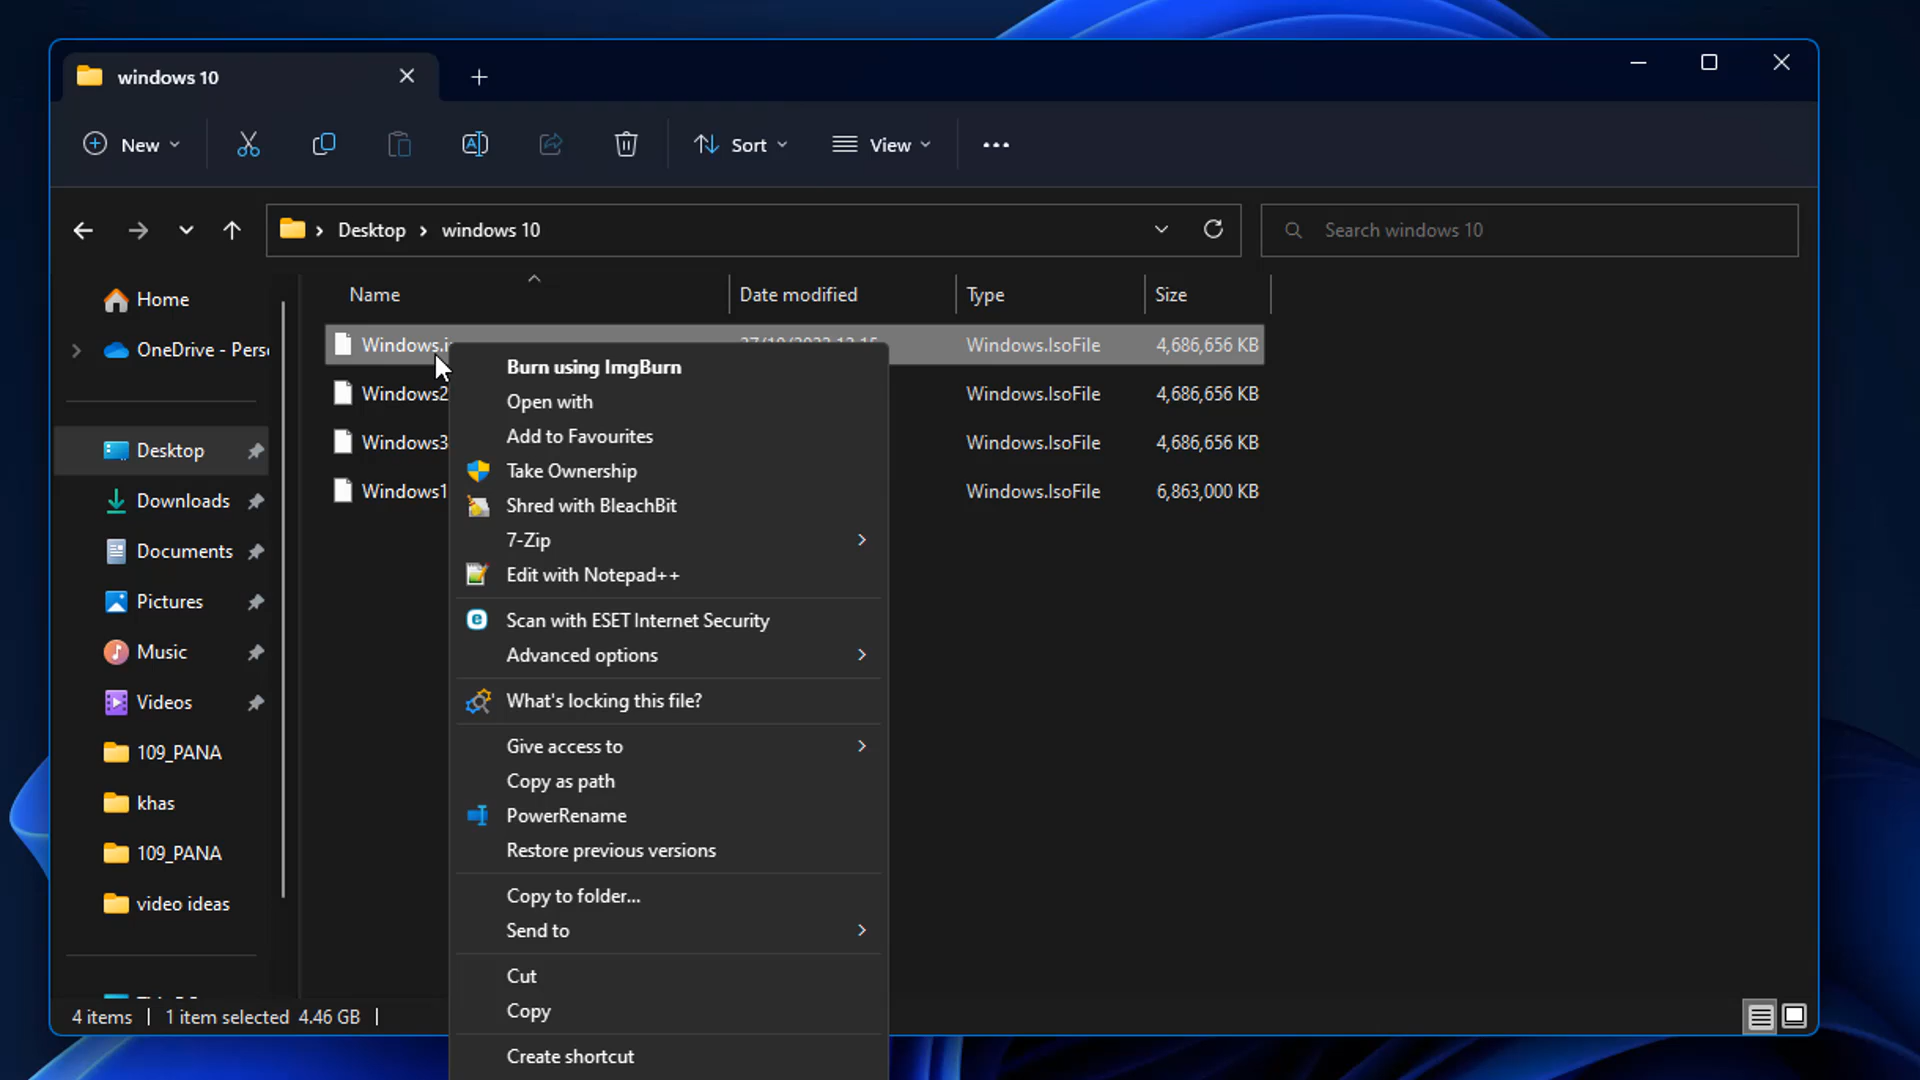 windows 10
New
Sort
View
Desktop
windows 10
Search windows 10
Name
Date modified
Type
Size
Home
OneDrive - Pers
Desktop
Downloads
Documents
Pictures
Music
Videos
109_PANA
khas
109_PANA
video ideas
Windows.i
Windows.IsoFile
4,686,656 KB
Windows2
Windows.IsoFile
4,686,656 KB
Windows3
Windows.IsoFile
4,686,656 KB
Windows1
Windows.IsoFile
6,863,000 KB
Burn using ImgBurn
Open with
Add to Favourites
Take Ownership
Shred with BleachBit
7-Zip
Edit with Notepad++
Scan with ESET Internet Security
Advanced options
What's locking this file?
Give access to
Copy as path
PowerRename
Restore previous versions
Copy to folder...
Send to
Cut
Copy
Create shortcut
4 items
1 item selected 4.46 GB